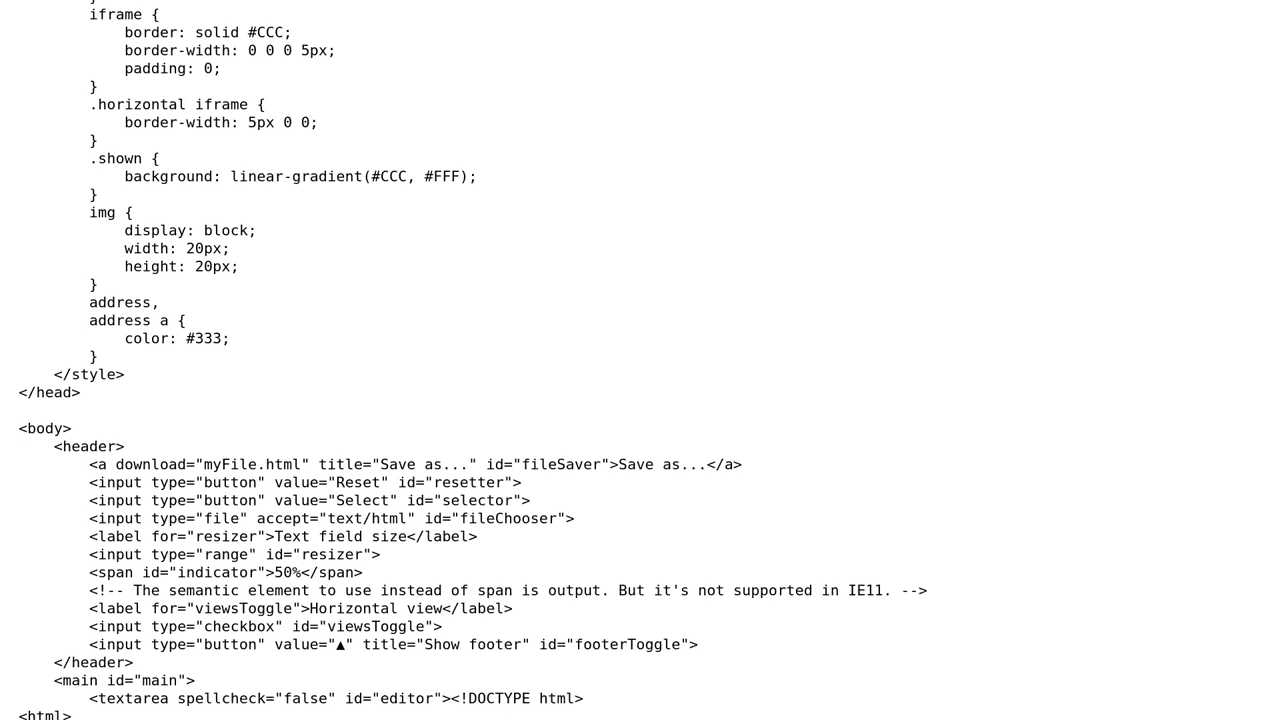 iframe {
border: solid #CCC;
border-width: 0 0 0 5px;
padding: 0;
}
.horizontal iframe {
border-width: 5px 0 0;
}
.shown {
background: linear-gradient(#CCC, #FFF);
}
img {
display: block;
width: 20px;
height: 20px;
}
address,
address a {
color: #333;
}
</style>
</head>
<body>
<header>
<a download="myFile.html" title="Save as..." id="fileSaver">Save as...</a>
<input type="button" value="Reset" id="resetter">
<input type="button" value="Select" id="selector">
<input type="file" accept="text/html" id="fileChooser">
<label for="resizer">Text field size</label>
<input type="range" id="resizer">
<span id="indicator">50%</span>
<!-- The semantic element to use instead of span is output. But it's not supported in IE11. -->
<label for="viewsToggle">Horizontal view</label>
<input type="checkbox" id="viewsToggle">
<input type="button" value="▲" title="Show footer" id="footerToggle">
</header>
<main id="main">
<textarea spellcheck="false" id="editor"><!DOCTYPE html>
<html>